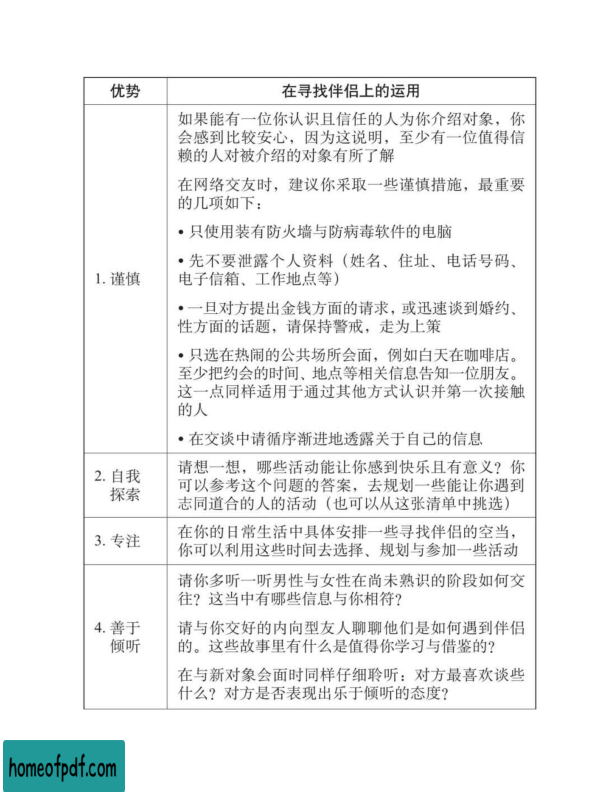 优势
在寻找伴侣上的运用
1. 谨慎
如果能有一位你认识且信任的人为你介绍对象，你
会感到比较安心，因为这说明，至少有一位值得信
赖的人对被介绍的对象有所了解
在网络交友时，建议你采取一些谨慎措施，最重要
的几项如下：
• 只使用装有防火墙与防病毒软件的电脑
• 先不要泄露个人资料（姓名、住址、电话号码、
电子信箱、工作地点等）
• 一旦对方提出金钱方面的请求，或迅速谈到婚约、
性方面的话题，请保持警戒，走为上策
• 只选在热闹的公共场所会面，例如白天在咖啡店。
至少把约会的时间、地点等相关信息告知一位朋友。
这一点同样适用于通过其他方式认识并第一次接触
的人
• 在交谈中请循序渐进地透露关于自己的信息
2. 自我
探索
请想一想，哪些活动能让你感到快乐且有意义？你
可以参考这个问题的答案，去规划一些能让你遇到
志同道合的人的活动（也可以从这张清单中挑选）
3. 专注
在你的日常生活中具体安排一些寻找伴侣的空当，
你可以利用这些时间去选择、规划与参加一些活动
4. 善于
倾听
请你多听一听男性与女性在尚未熟识的阶段如何交
往？这当中有哪些信息与你相符？
请与你交好的内向型友人聊聊他们是如何遇到伴侣
的。这些故事里有什么是值得你学习与借鉴的？
在与新对象会面时同样仔细聆听：对方最喜欢谈些
什么？对方是否表现出乐于倾听的态度？
homeofpdf.com